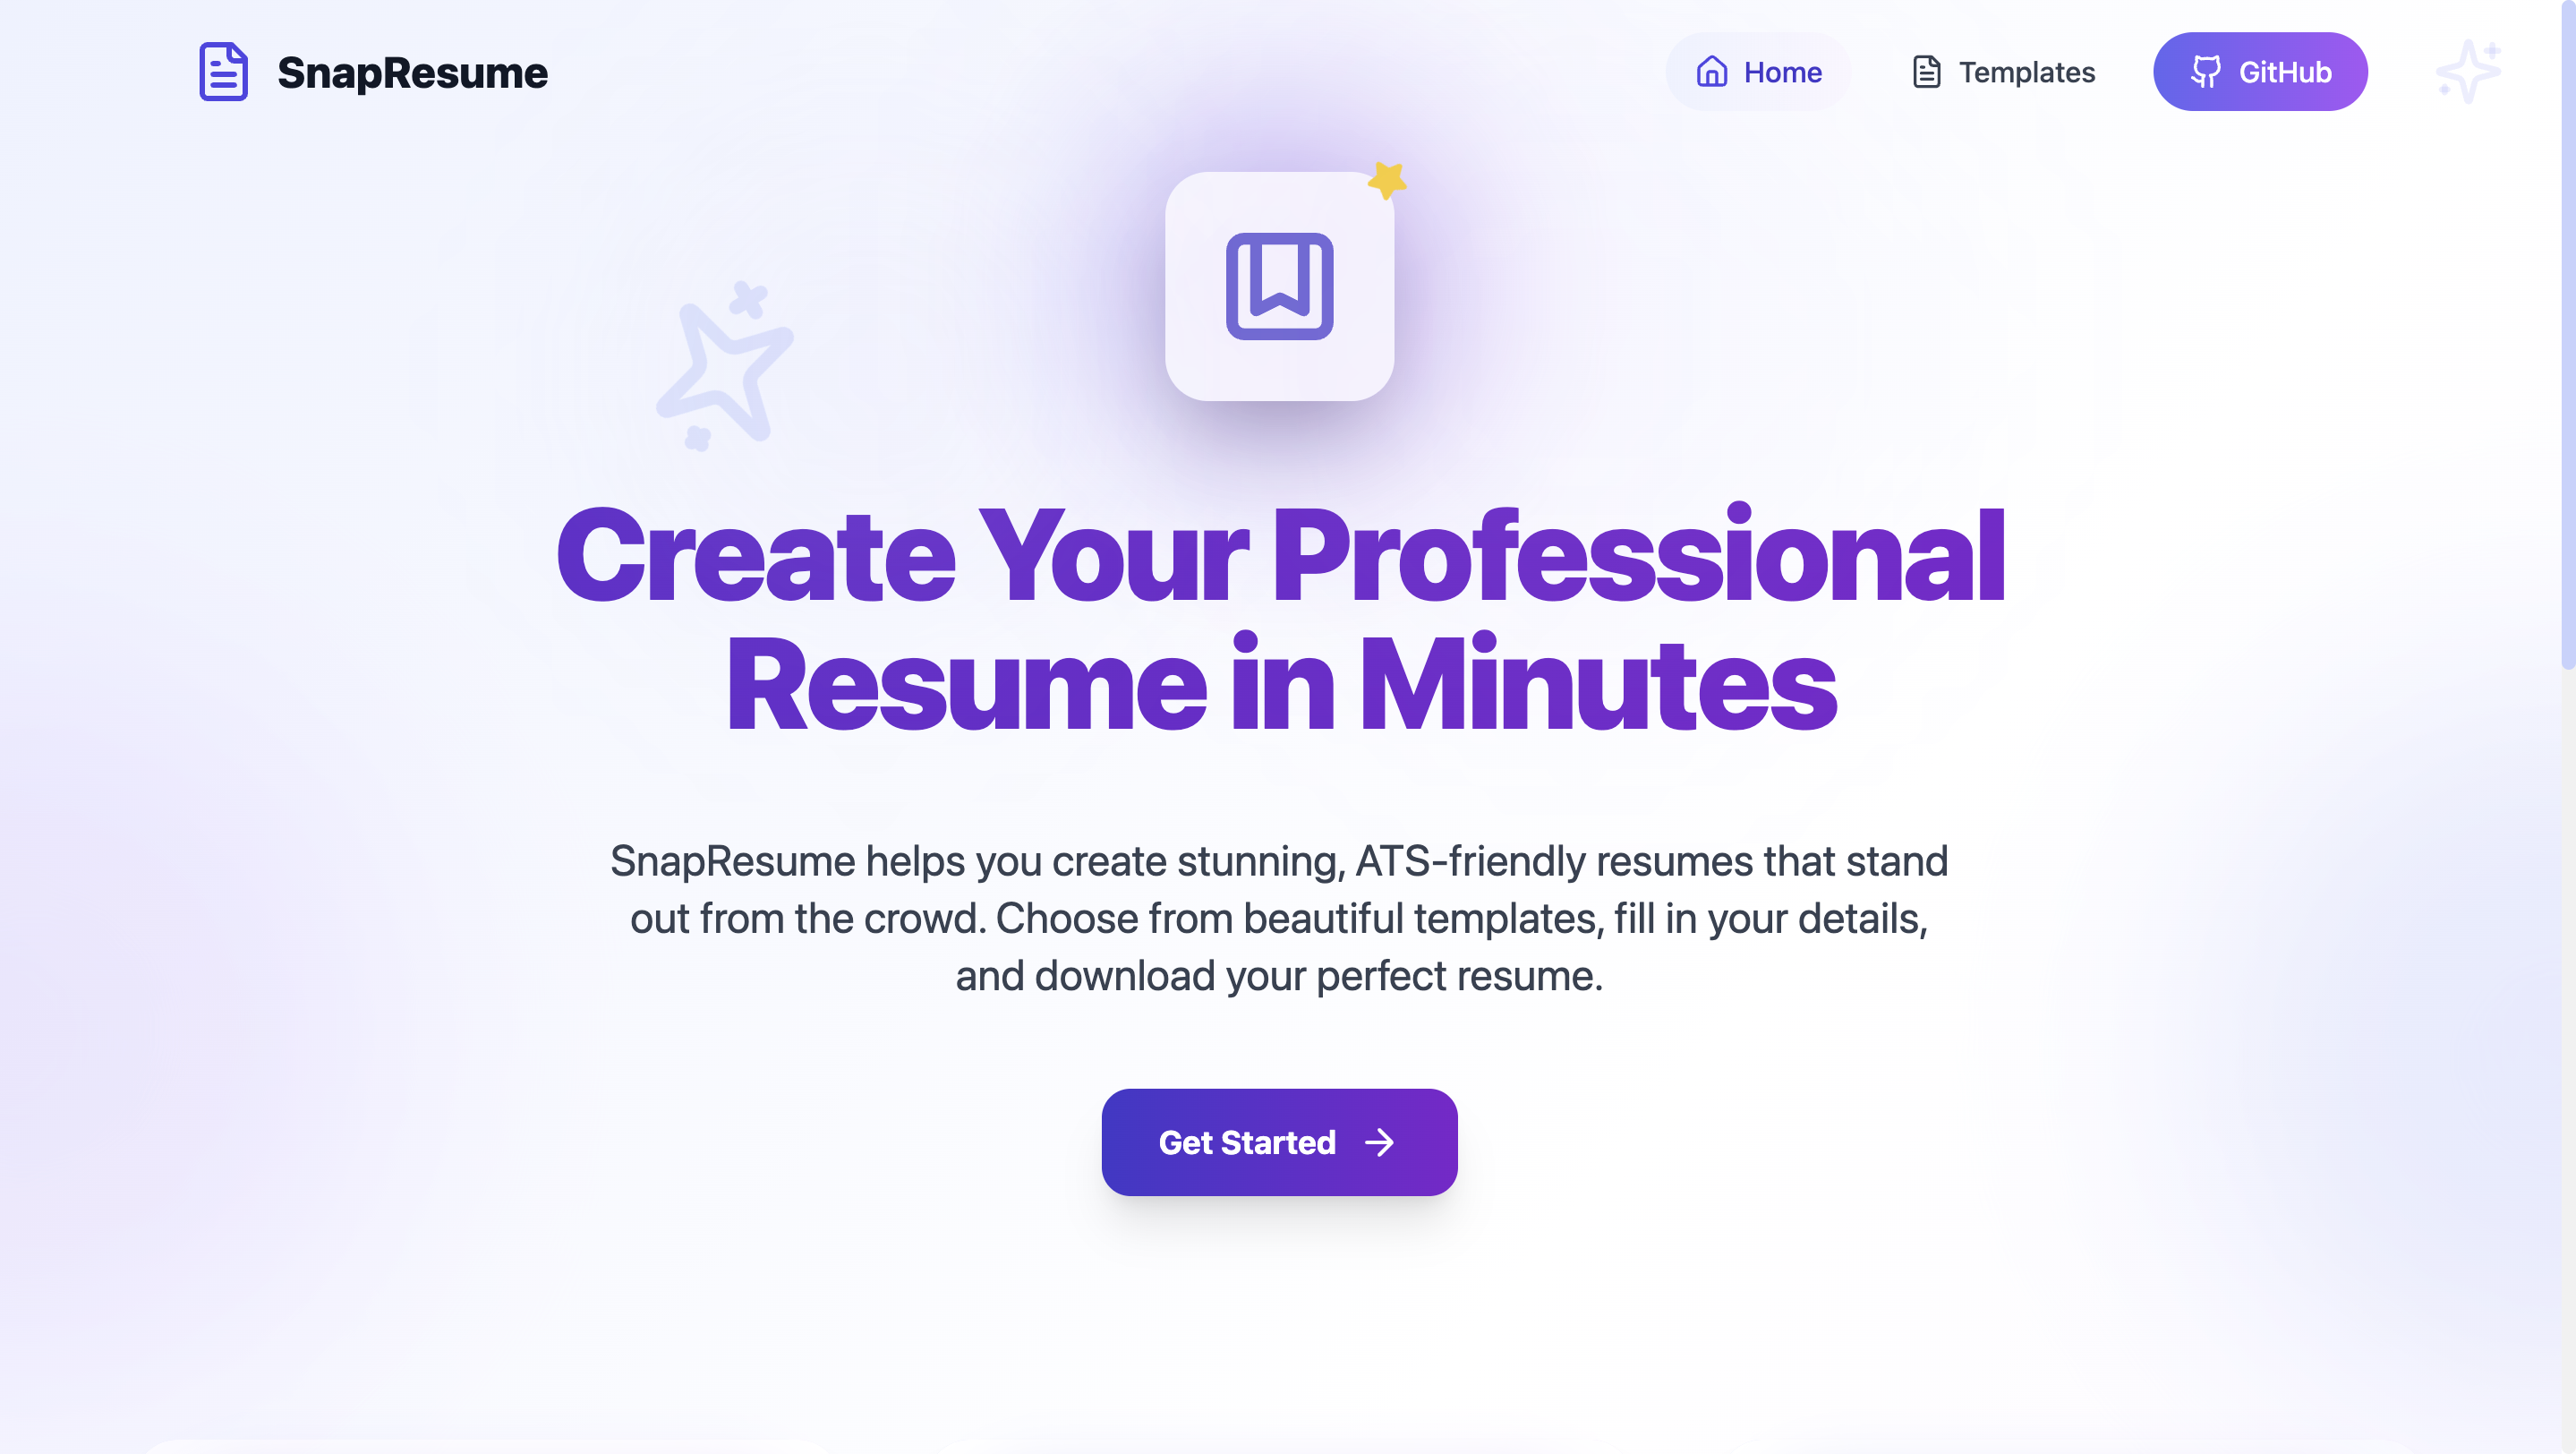 SnapResume
Home
Templates
GitHub
Create Your Professional
Resume in Minutes
SnapResume helps you create stunning, ATS-friendly resumes that stand
out from the crowd. Choose from beautiful templates, fill in your details,
and download your perfect resume.
Get Started